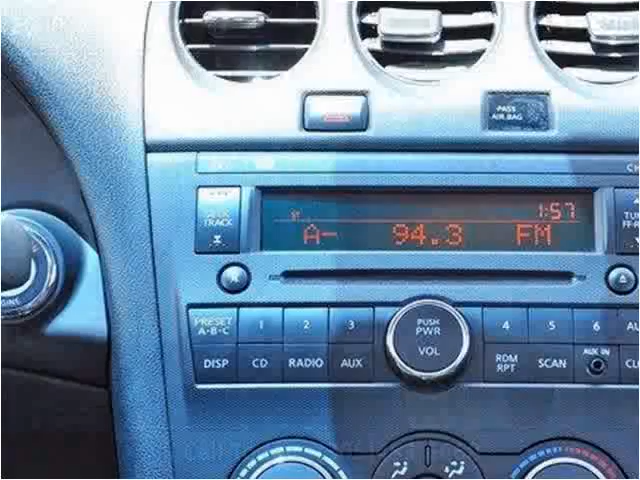 PASS
AIR BAG
1:57
ST
TRACK
A- 94.3 FM
PRESET
A·B·C
1 2 3
PUSH
PWR
VOL
4 5 6
DISP CD RADIO AUX
RDM
RPT
SCAN
AUX IN